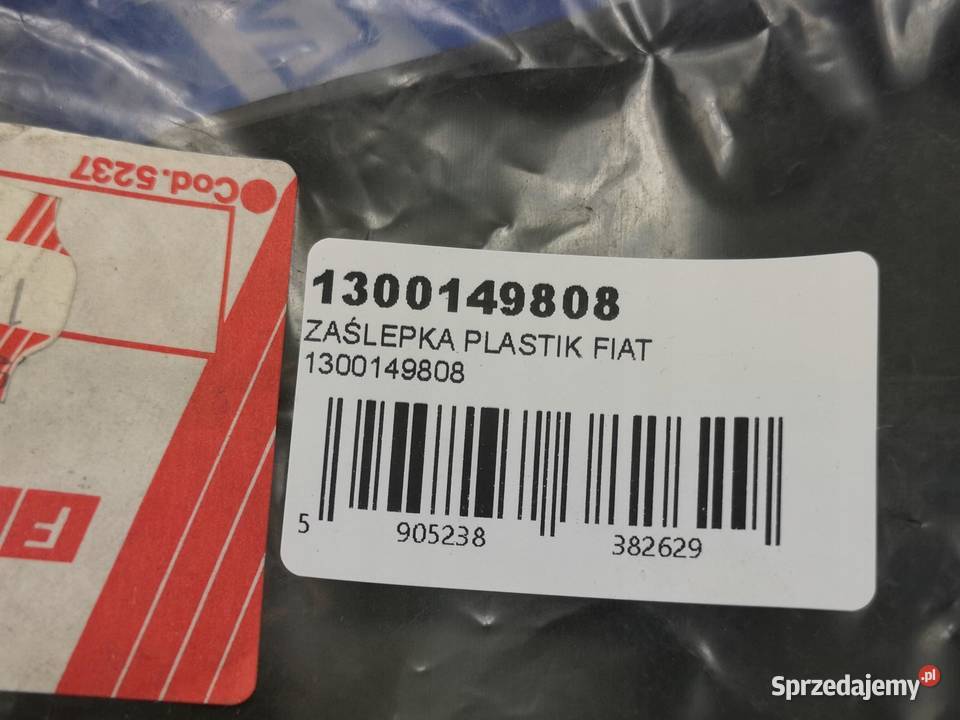 Cod.5237
1300149808
ZAŚLEPKA PLASTIK FIAT
1300149808
5 905238 382629
F
Sprzedajemy.pl